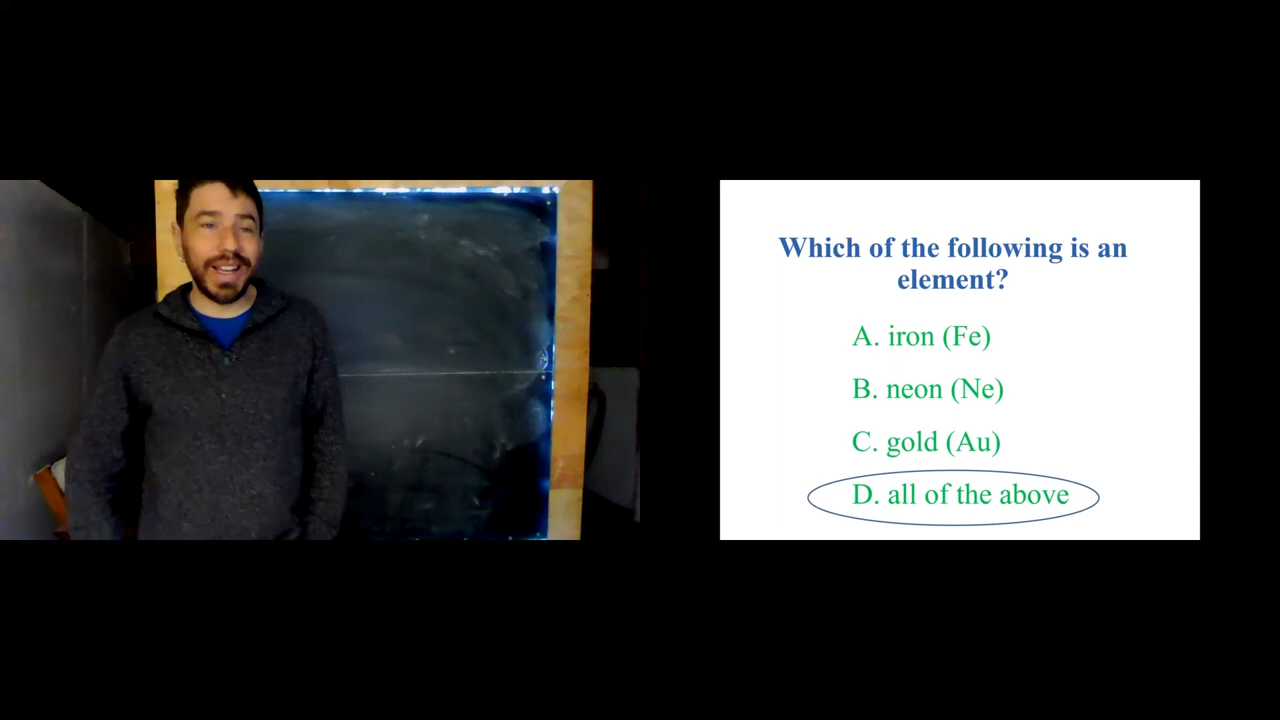 Which of the following is an
element?
A. iron (Fe)
B. neon (Ne)
C. gold (Au)
D. all of the above